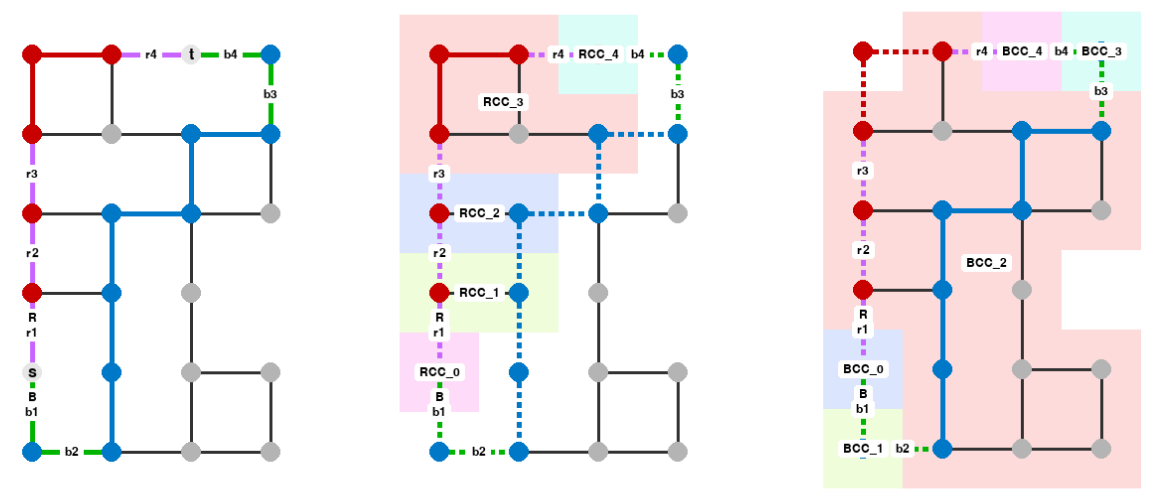 r4 t b4
b3
r3
r2
R
r1
s
B
b1
b2
r4 RCC_4 b4
b3
RCC_3
r3
RCC_2
r2
RCC_1
R
r1
RCC_0
B
b1
b2
r4 BCC_4 b4 BCC_3
b3
r3
r2
BCC_2
R
r1
BCC_0
B
b1
BCC_1 b2